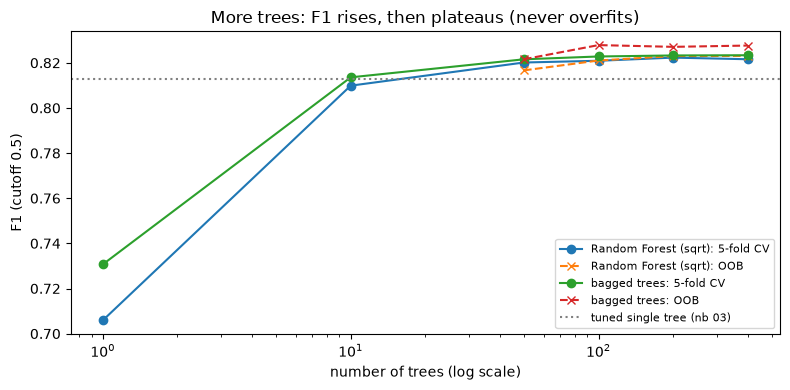 More trees: F1 rises, then plateaus (never overfits)
F1 (cutoff 0.5)
0.82
0.80
0.78
0.76
0.74
0.72
0.70
10⁰
10¹
10²
number of trees (log scale)
Random Forest (sqrt): 5-fold CV
Random Forest (sqrt): OOB
bagged trees: 5-fold CV
bagged trees: OOB
tuned single tree (nb 03)